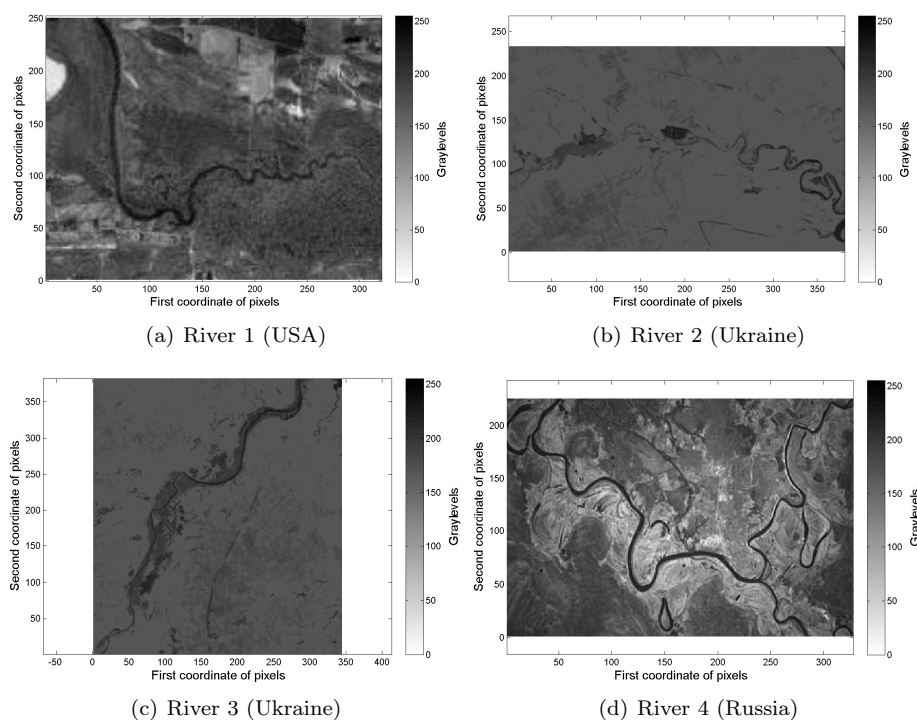 250
200
150
100
50
0
Second coordinate of pixels
50 100 150 200 250 300
First coordinate of pixels
250
200
150
100
50
0
Graylevels
(a) River 1 (USA)
250
200
150
100
50
0
Second coordinate of pixels
50 100 150 200 250 300 350
First coordinate of pixels
250
200
150
100
50
0
Graylevels
(b) River 2 (Ukraine)
350
300
250
200
150
100
50
Second coordinate of pixels
-50 0 50 100 150 200 250 300 350 400
First coordinate of pixels
250
200
150
100
50
0
Graylevels
(c) River 3 (Ukraine)
200
150
100
50
0
Second coordinate of pixels
50 100 150 200 250 300
First coordinate of pixels
250
200
150
100
50
0
Graylevels
(d) River 4 (Russia)